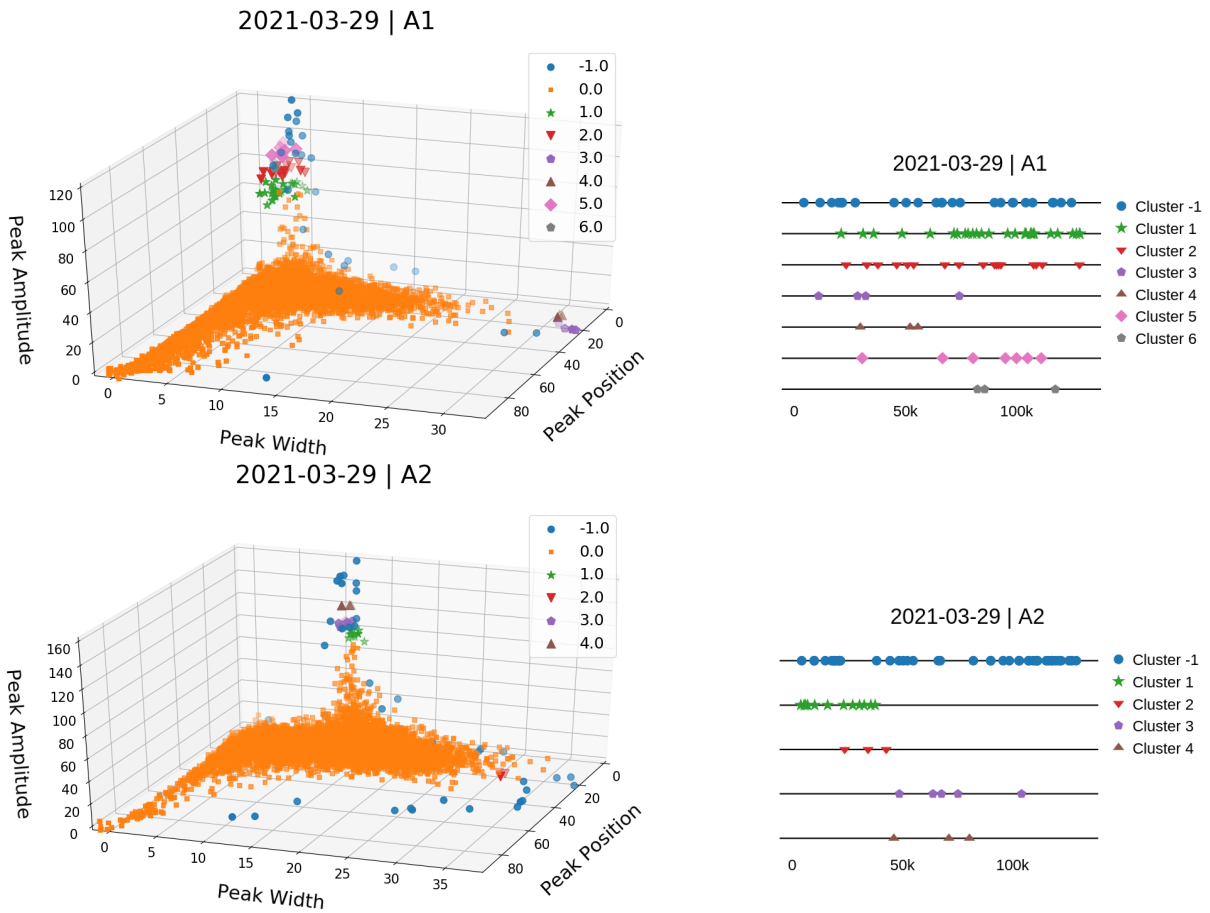 2021-03-29 | A1
-1.0
0.0
1.0
2.0
3.0
4.0
5.0
6.0
Peak Amplitude
120
100
80
60
40
20
0
0
5
10
15
20
25
30
Peak Width
0
20
40
60
80
Peak Position
2021-03-29 | A1
Cluster -1
Cluster 1
Cluster 2
Cluster 3
Cluster 4
Cluster 5
Cluster 6
0 50k 100k
2021-03-29 | A2
-1.0
0.0
1.0
2.0
3.0
4.0
Peak Amplitude
160
140
120
100
80
60
40
20
0
0
5
10
15
20
25
30
35
Peak Width
0
20
40
60
80
Peak Position
2021-03-29 | A2
Cluster -1
Cluster 1
Cluster 2
Cluster 3
Cluster 4
0 50k 100k